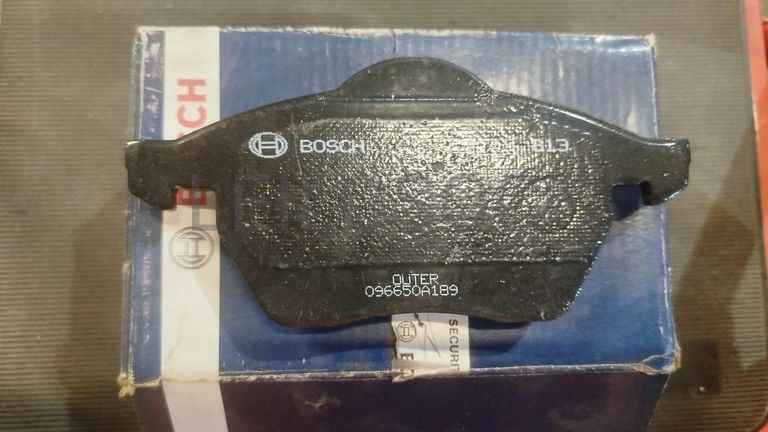 BOSCH
BOSCH B13
OUTER
096650A189
SECURIT